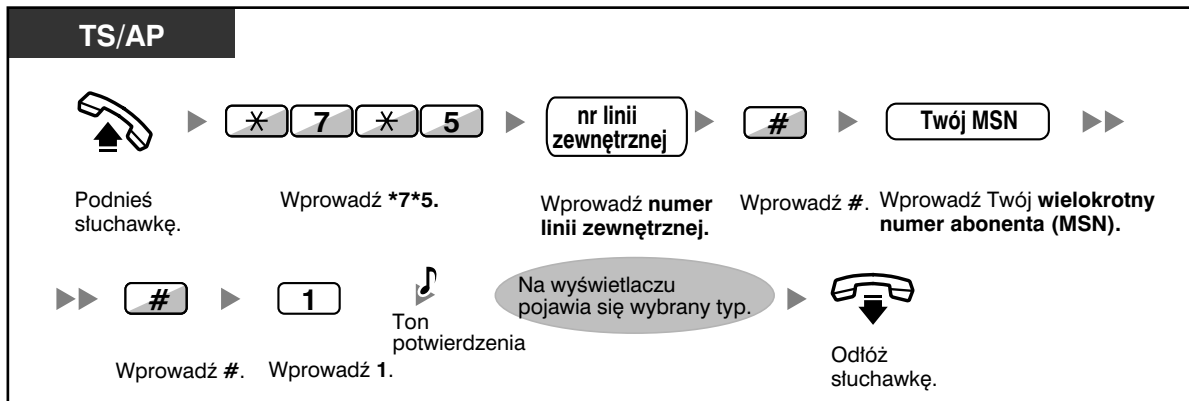 TS/AP
* 7 * 5
nr linii
zewnętrznej
#
Twój MSN
Podnieś
słuchawkę.
Wprowadź *7*5.
Wprowadź numer
linii zewnętrznej.
Wprowadź #.
Wprowadź Twój wielokrotny
numer abonenta (MSN).
#
1
Ton
potwierdzenia
Na wyświetlaczu
pojawia się wybrany typ.
Wprowadź #.
Wprowadź 1.
Odłóż
słuchawkę.